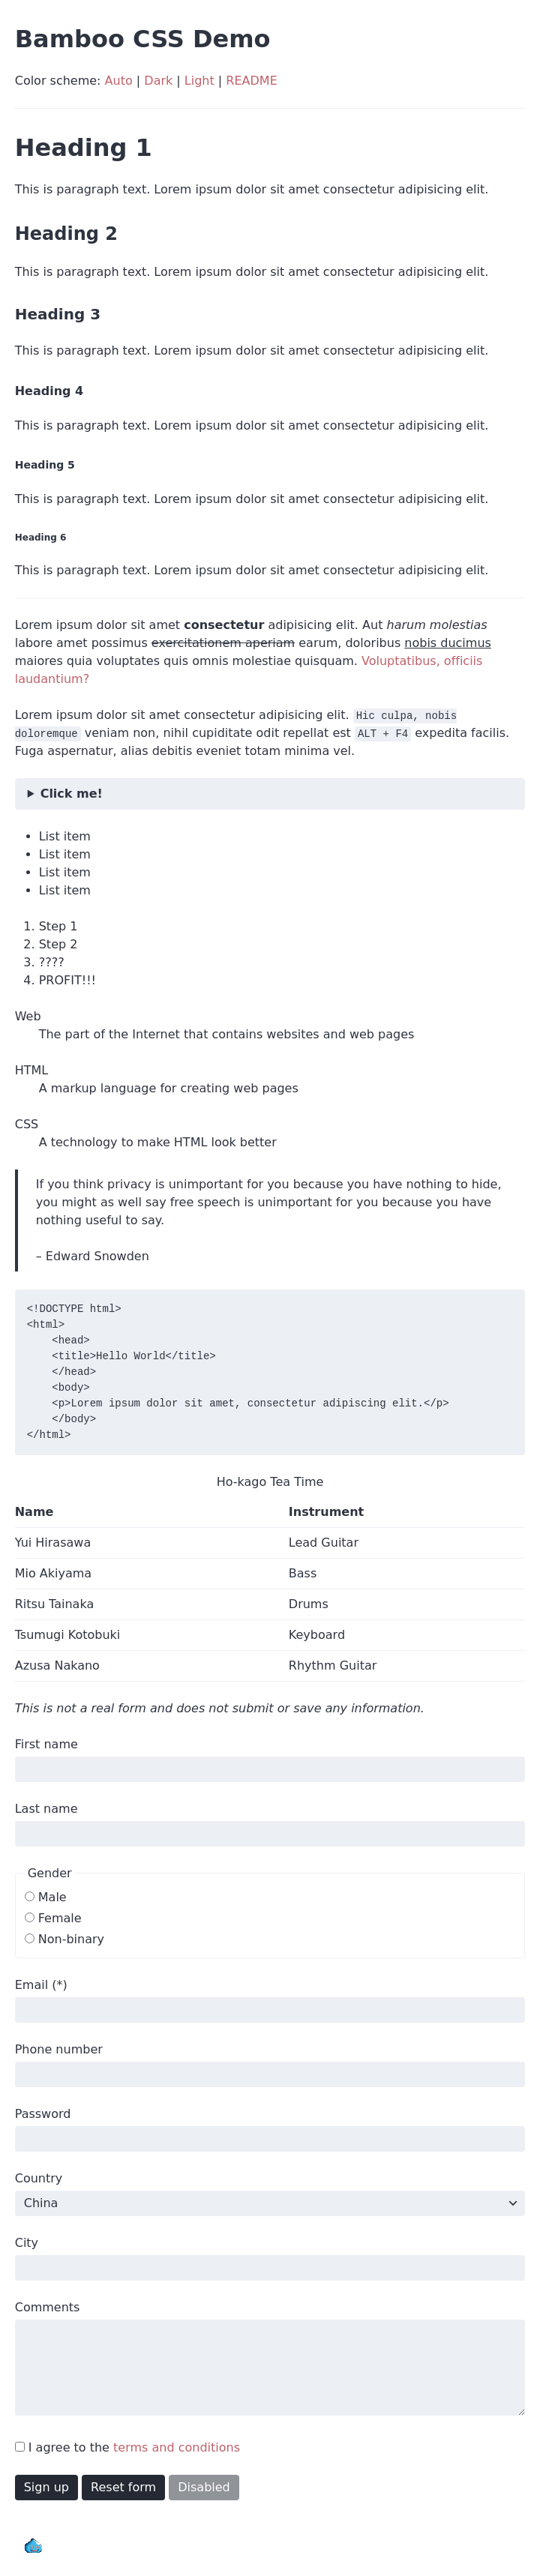 Bamboo CSS Demo
Color scheme: Auto | Dark | Light | README
Heading 1
This is paragraph text. Lorem ipsum dolor sit amet consectetur adipisicing elit.
Heading 2
This is paragraph text. Lorem ipsum dolor sit amet consectetur adipisicing elit.
Heading 3
This is paragraph text. Lorem ipsum dolor sit amet consectetur adipisicing elit.
Heading 4
This is paragraph text. Lorem ipsum dolor sit amet consectetur adipisicing elit.
Heading 5
This is paragraph text. Lorem ipsum dolor sit amet consectetur adipisicing elit.
Heading 6
This is paragraph text. Lorem ipsum dolor sit amet consectetur adipisicing elit.
Lorem ipsum dolor sit amet consectetur adipisicing elit. Aut harum molestias
labore amet possimus exercitationem aperiam earum, doloribus nobis ducimus
maiores quia voluptates quis omnis molestiae quisquam. Voluptatibus, officiis
laudantium?
Lorem ipsum dolor sit amet consectetur adipisicing elit. Hic culpa, nobis
doloremque veniam non, nihil cupiditate odit repellat est ALT + F4 expedita facilis.
Fuga aspernatur, alias debitis eveniet totam minima vel.
▶ Click me!
• List item
• List item
• List item
• List item
1. Step 1
2. Step 2
3. ????
4. PROFIT!!!
Web
The part of the Internet that contains websites and web pages
HTML
A markup language for creating web pages
CSS
A technology to make HTML look better
If you think privacy is unimportant for you because you have nothing to hide,
you might as well say free speech is unimportant for you because you have
nothing useful to say.
– Edward Snowden
<!DOCTYPE html>
<html>
    <head>
    <title>Hello World</title>
    </head>
    <body>
    <p>Lorem ipsum dolor sit amet, consectetur adipiscing elit.</p>
    </body>
</html>
Ho-kago Tea Time
Name Instrument
Yui Hirasawa Lead Guitar
Mio Akiyama Bass
Ritsu Tainaka Drums
Tsumugi Kotobuki Keyboard
Azusa Nakano Rhythm Guitar
This is not a real form and does not submit or save any information.
First name
Last name
Gender
Male
Female
Non-binary
Email (*)
Phone number
Password
Country
China
City
Comments
I agree to the terms and conditions
Sign up Reset form Disabled